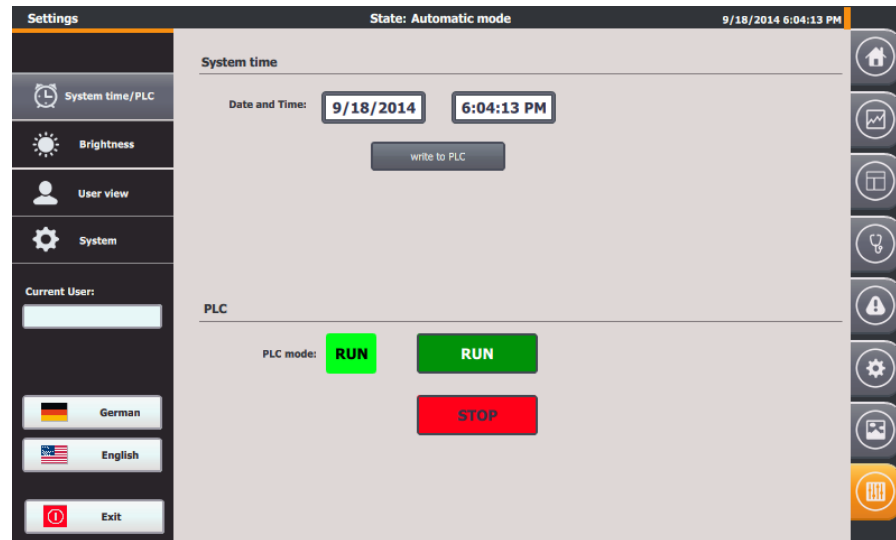 Settings
State: Automatic mode
9/18/2014 6:04:13 PM
System time/PLC
Brightness
User view
System
Current User:
German
English
Exit
System time
Date and Time:
9/18/2014
6:04:13 PM
write to PLC
PLC
PLC mode:
RUN
RUN
STOP